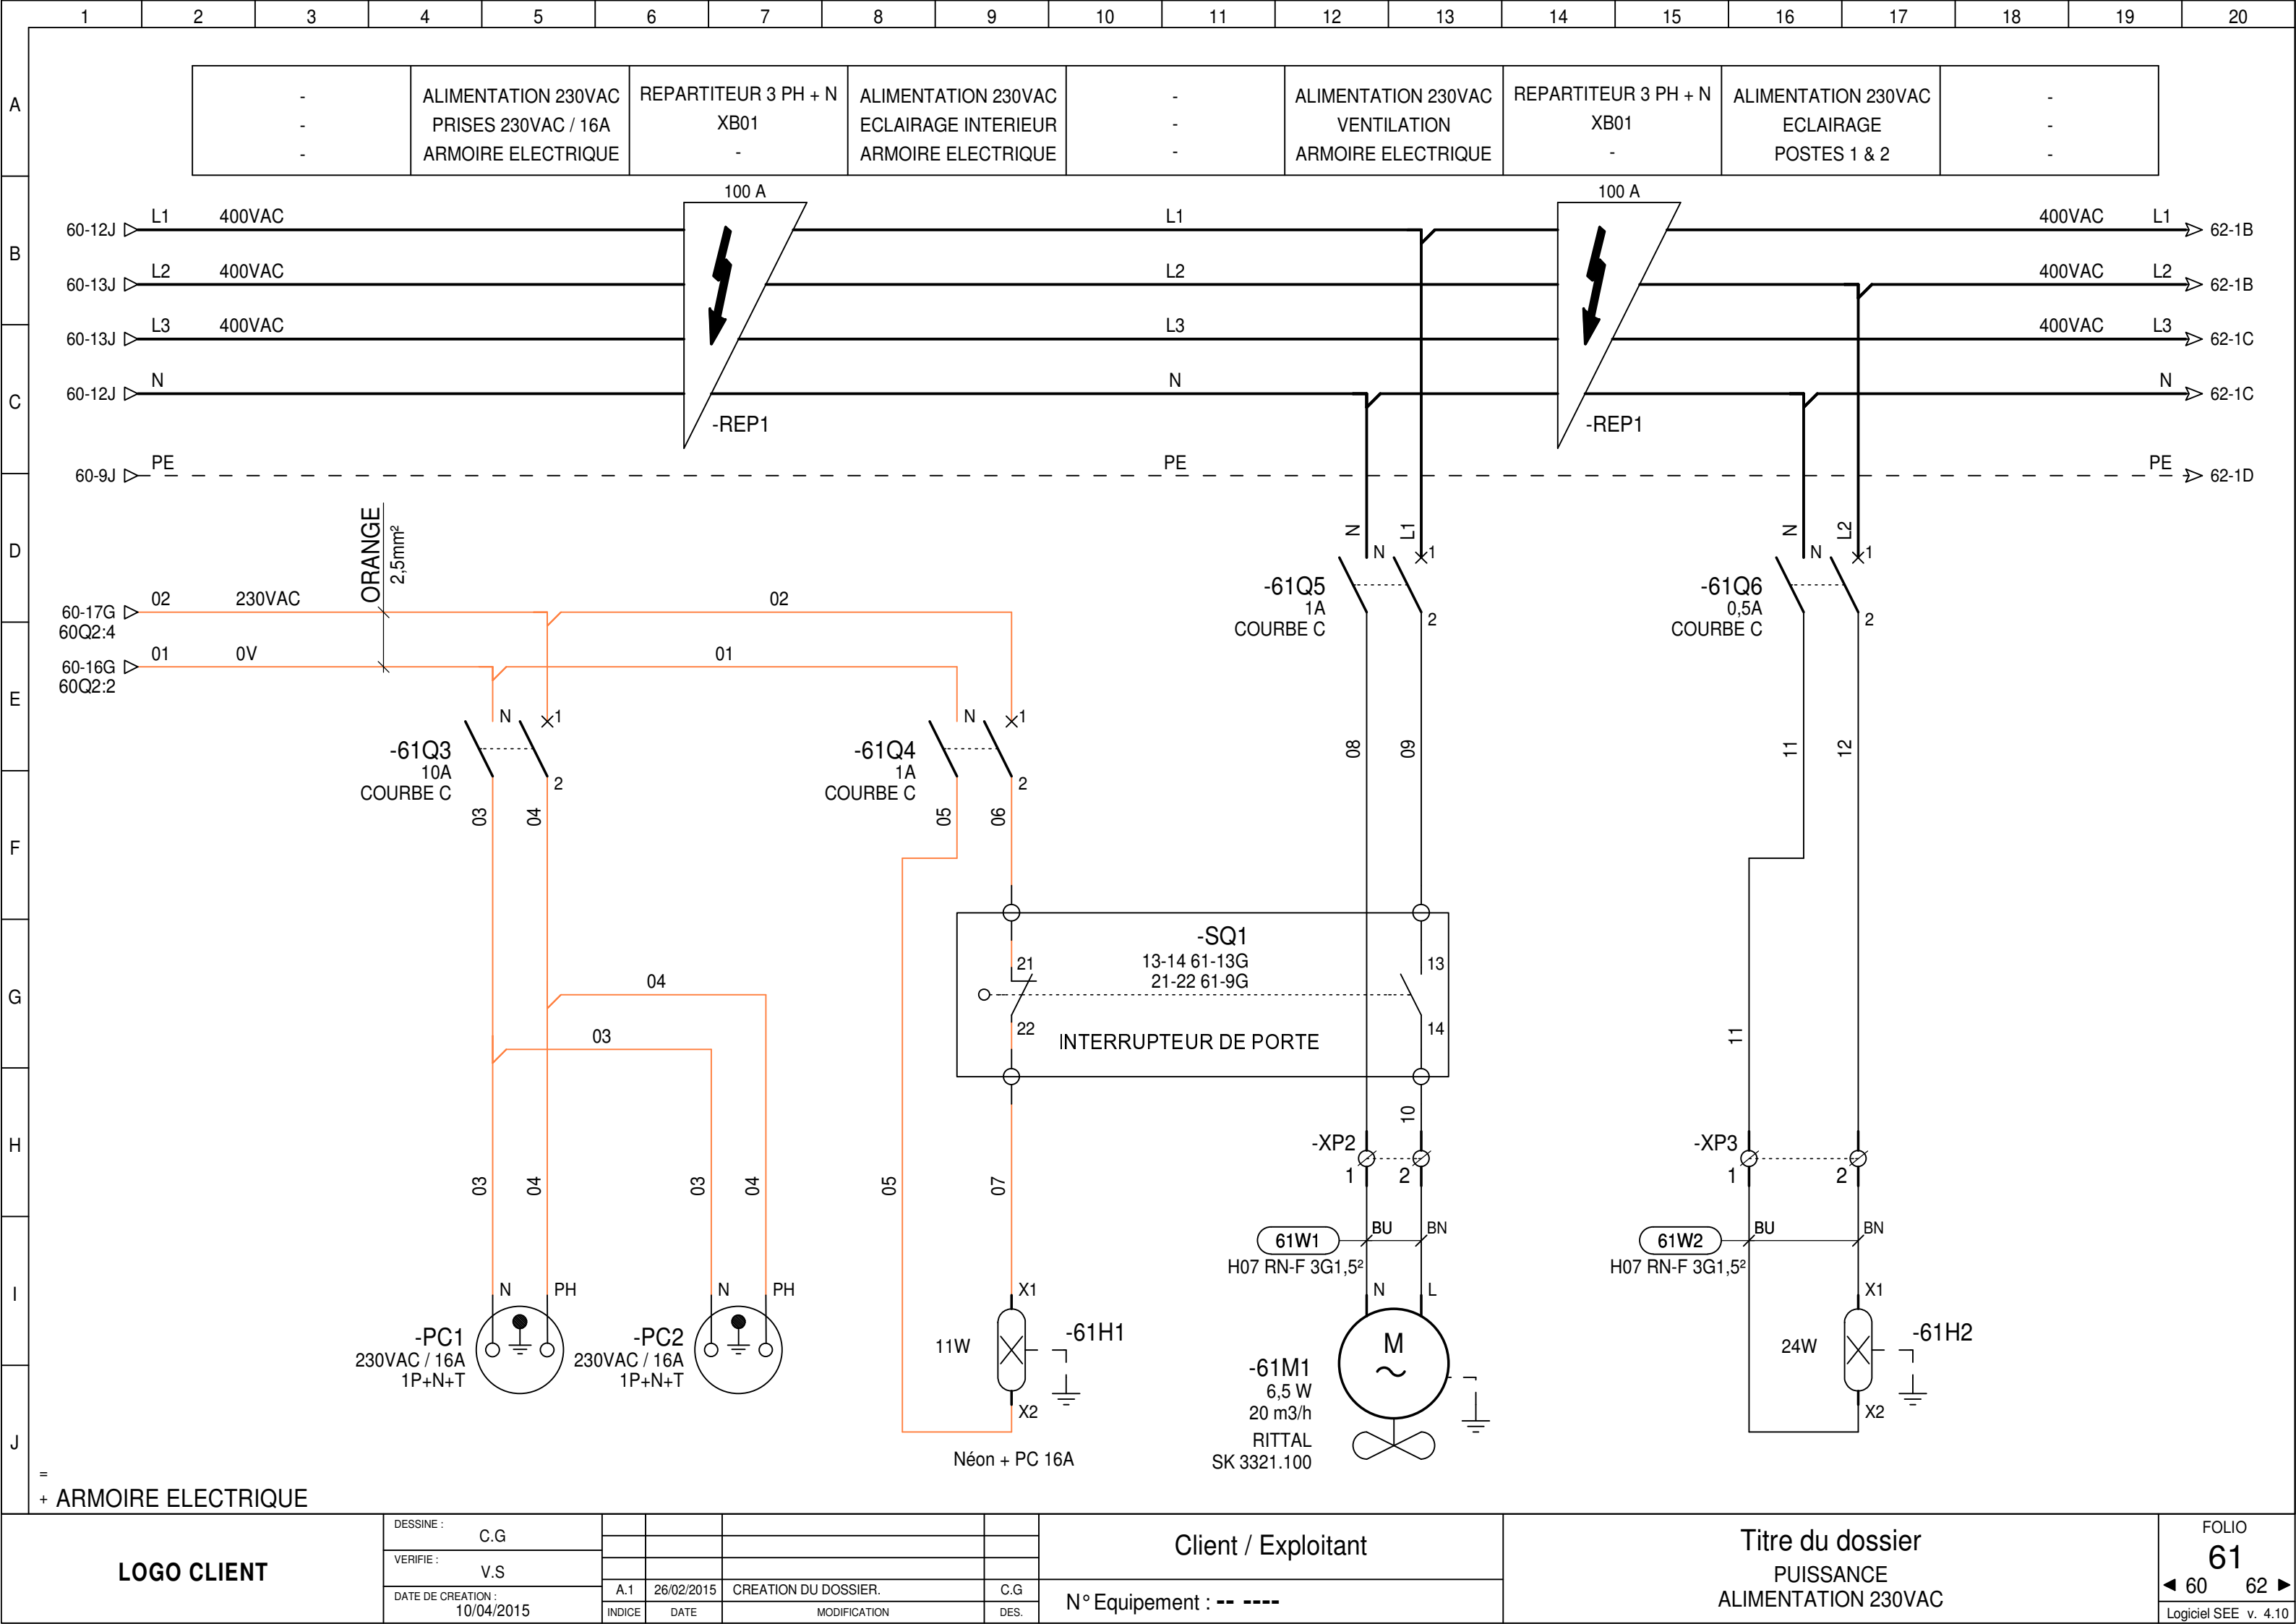 1 2 3 4 5 6 7 8 9 10 11 12 13 14 15 16 17 18 19 20
A
B
C
D
E
F
G
H
I
J
-
-
-
ALIMENTATION 230VAC
PRISES 230VAC / 16A
ARMOIRE ELECTRIQUE
REPARTITEUR 3 PH + N
XB01
-
ALIMENTATION 230VAC
ECLAIRAGE INTERIEUR
ARMOIRE ELECTRIQUE
-
-
-
ALIMENTATION 230VAC
VENTILATION
ARMOIRE ELECTRIQUE
REPARTITEUR 3 PH + N
XB01
-
ALIMENTATION 230VAC
ECLAIRAGE
POSTES 1 & 2
-
-
-
100 A
100 A
60-12J L1 400VAC L1 400VAC L1 62-1B
60-13J L2 400VAC L2 400VAC L2 62-1B
60-13J L3 400VAC L3 400VAC L3 62-1C
60-12J N N N 62-1C
-REP1
-REP1
60-9J PE PE PE 62-1D
ORANGE
2,5mm²
60-17G 02 230VAC 02
60Q2:4
60-16G 01 0V 01
60Q2:2
N L1
N 1
-61Q5
1A
COURBE C
2
N L2
N 1
-61Q6
0,5A
COURBE C
2
N 1
-61Q3
10A
COURBE C
2
03 04
N 1
-61Q4
1A
COURBE C
2
05 06
08 09
11 12
-SQ1
13-14 61-13G
21-22 61-9G
21
22
13
14
INTERRUPTEUR DE PORTE
04
03
11
10
-XP2
1 2
-XP3
1 2
03 04 03 04 05 07
61W1 BU BN
H07 RN-F 3G1,5²
61W2 BU BN
H07 RN-F 3G1,5²
N PH
-PC1
230VAC / 16A
1P+N+T
N PH
-PC2
230VAC / 16A
1P+N+T
X1
11W
-61H1
X2
Néon + PC 16A
N L
M
-61M1
6,5 W
20 m3/h
RITTAL
SK 3321.100
X1
24W
-61H2
X2
=
+ ARMOIRE ELECTRIQUE
LOGO CLIENT
DESSINE :
C.G
VERIFIE :
V.S
DATE DE CREATION :
10/04/2015
A.1 26/02/2015 CREATION DU DOSSIER. C.G
INDICE DATE MODIFICATION DES.
Client / Exploitant
N° Equipement : -- ----
Titre du dossier
PUISSANCE
ALIMENTATION 230VAC
FOLIO
61
60 62
Logiciel SEE v. 4.10